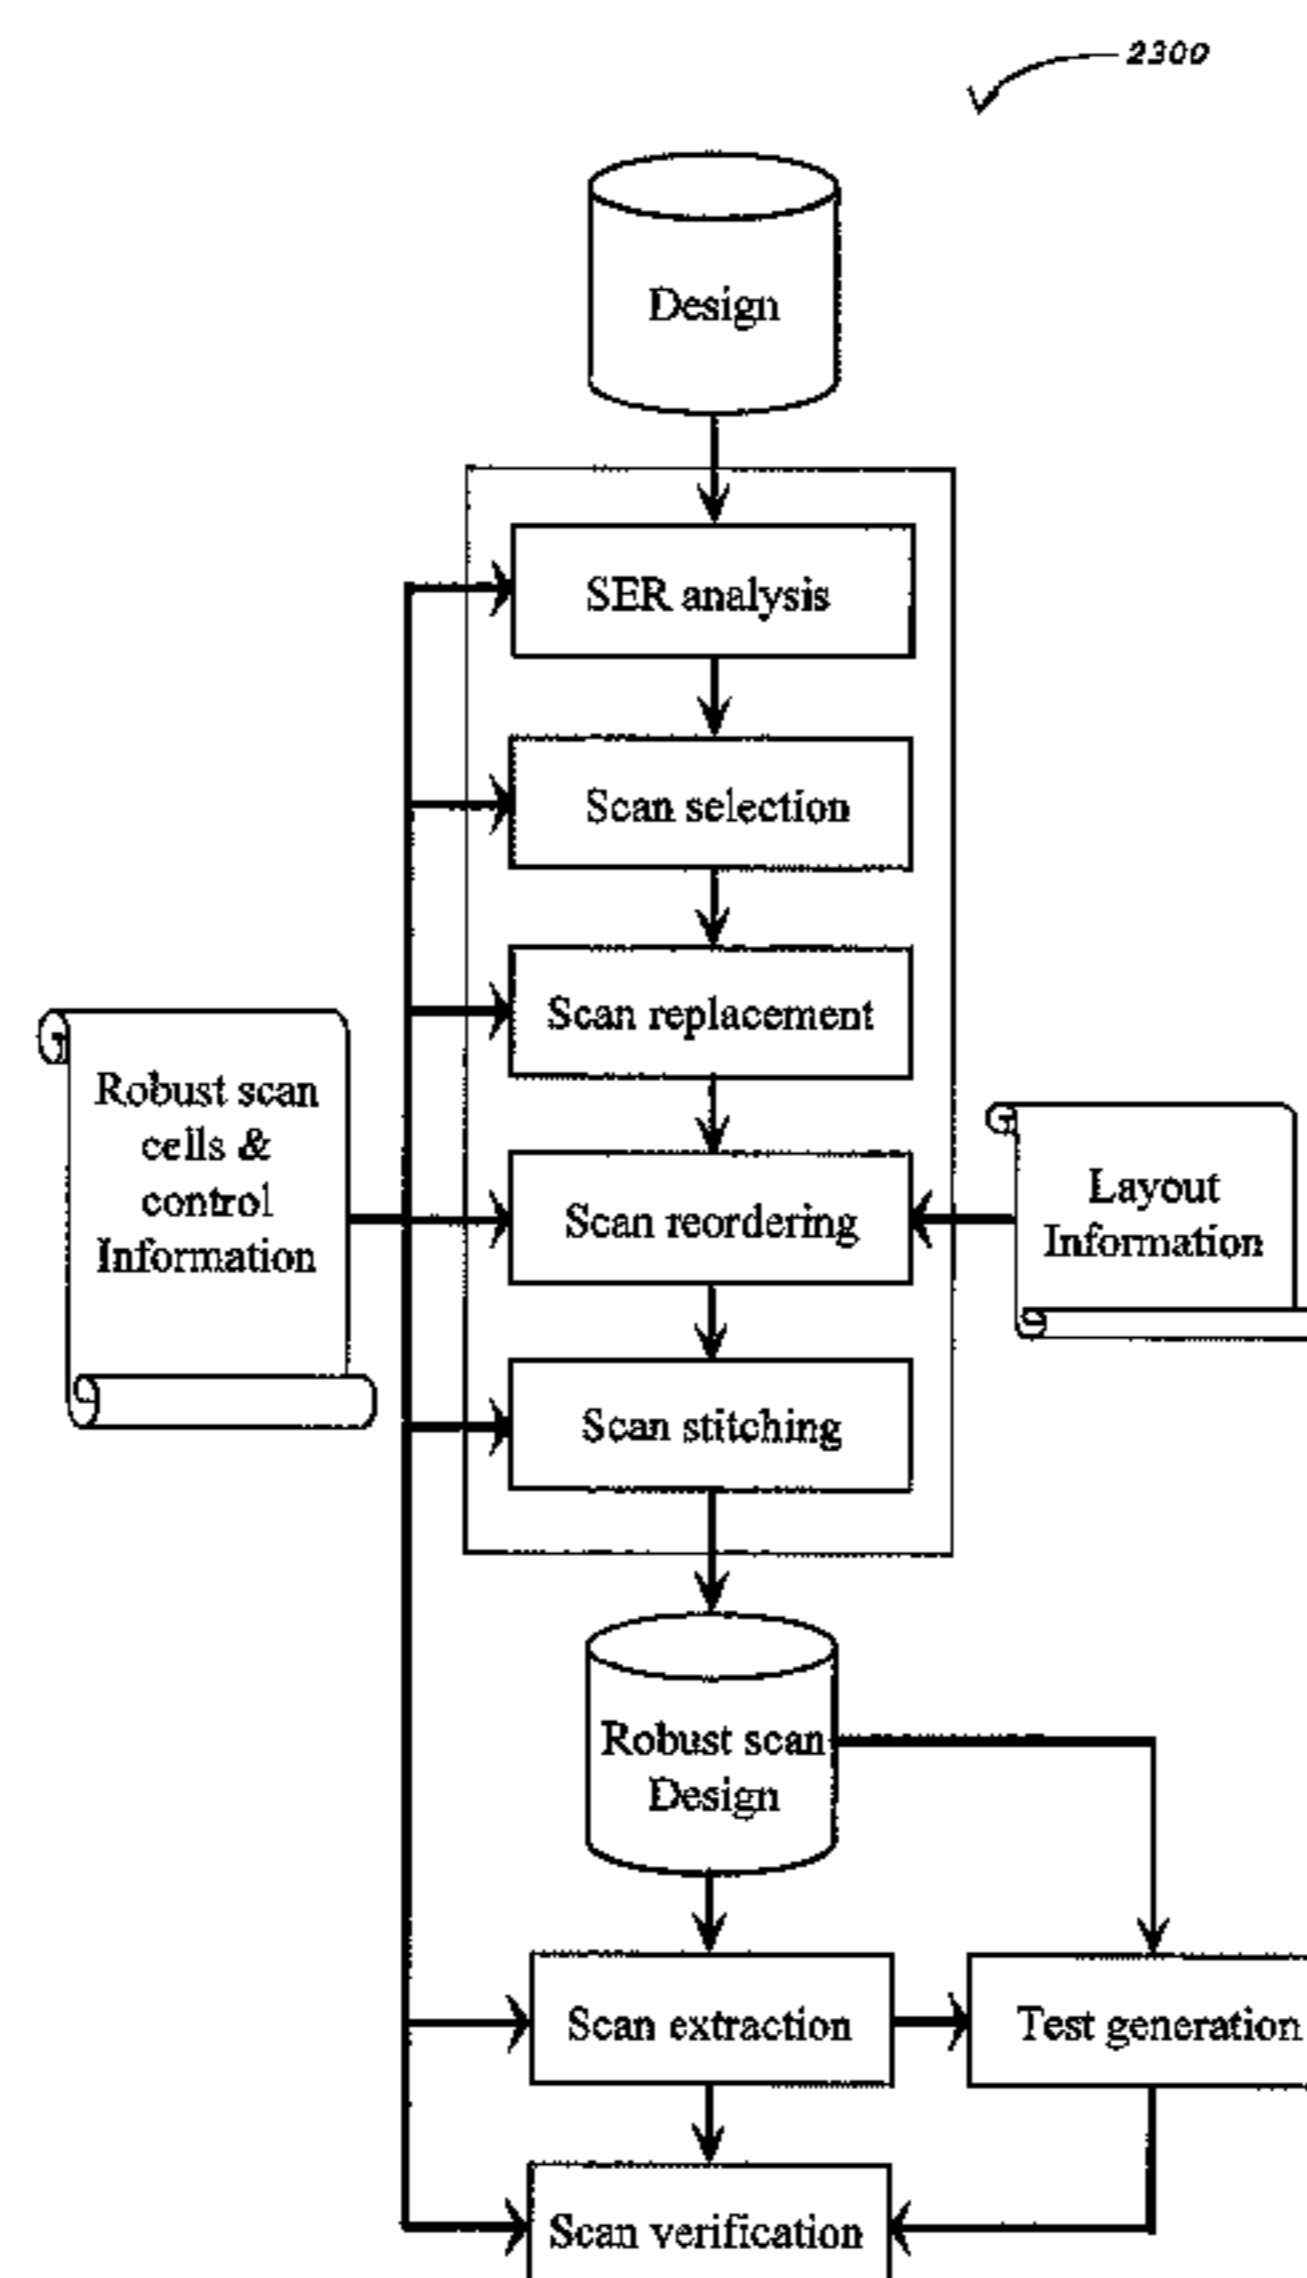 2300
Design
SER analysis
Scan selection
Scan replacement
Robust scan
cells &
control
Information
Scan reordering
Layout
Information
Scan stitching
Robust scan
Design
Scan extraction
Test generation
Scan verification